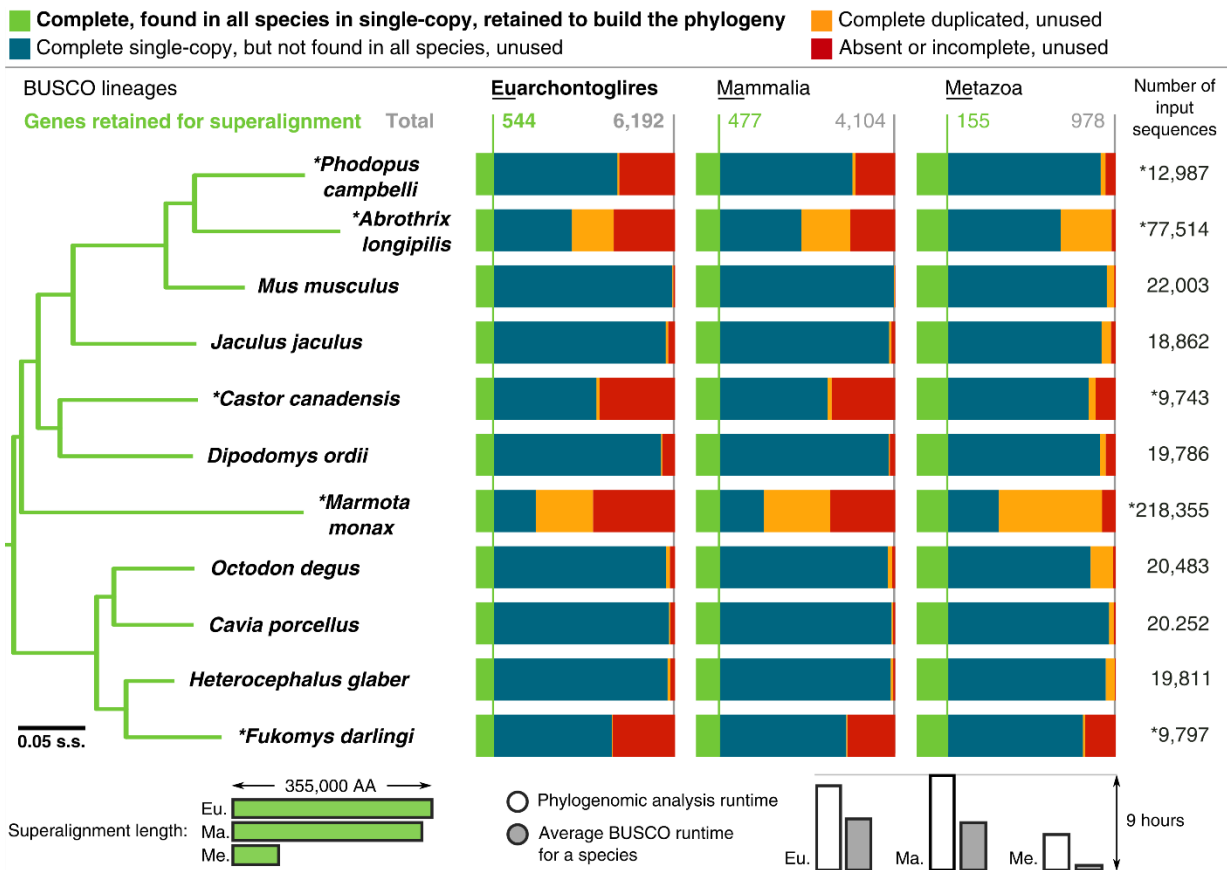 Complete, found in all species in single-copy, retained to build the phylogeny
Complete duplicated, unused
Complete single-copy, but not found in all species, unused
Absent or incomplete, unused
BUSCO lineages
Euarchontoglires
Mammalia
Metazoa
Number of
input
sequences
Genes retained for superalignment Total
544 6,192
477 4,104
155 978
*Phodopus
campbelli
*12,987
*Abrothrix
longipilis
*77,514
Mus musculus
22,003
Jaculus jaculus
18,862
*Castor canadensis
*9,743
Dipodomys ordii
19,786
*Marmota
monax
*218,355
Octodon degus
20,483
Cavia porcellus
20.252
Heterocephalus glaber
19,811
*Fukomys darlingi
*9,797
0.05 s.s.
355,000 AA
Superalignment length:
Eu.
Ma.
Me.
Phylogenomic analysis runtime
Average BUSCO runtime
for a species
Eu.
Ma.
Me.
9 hours